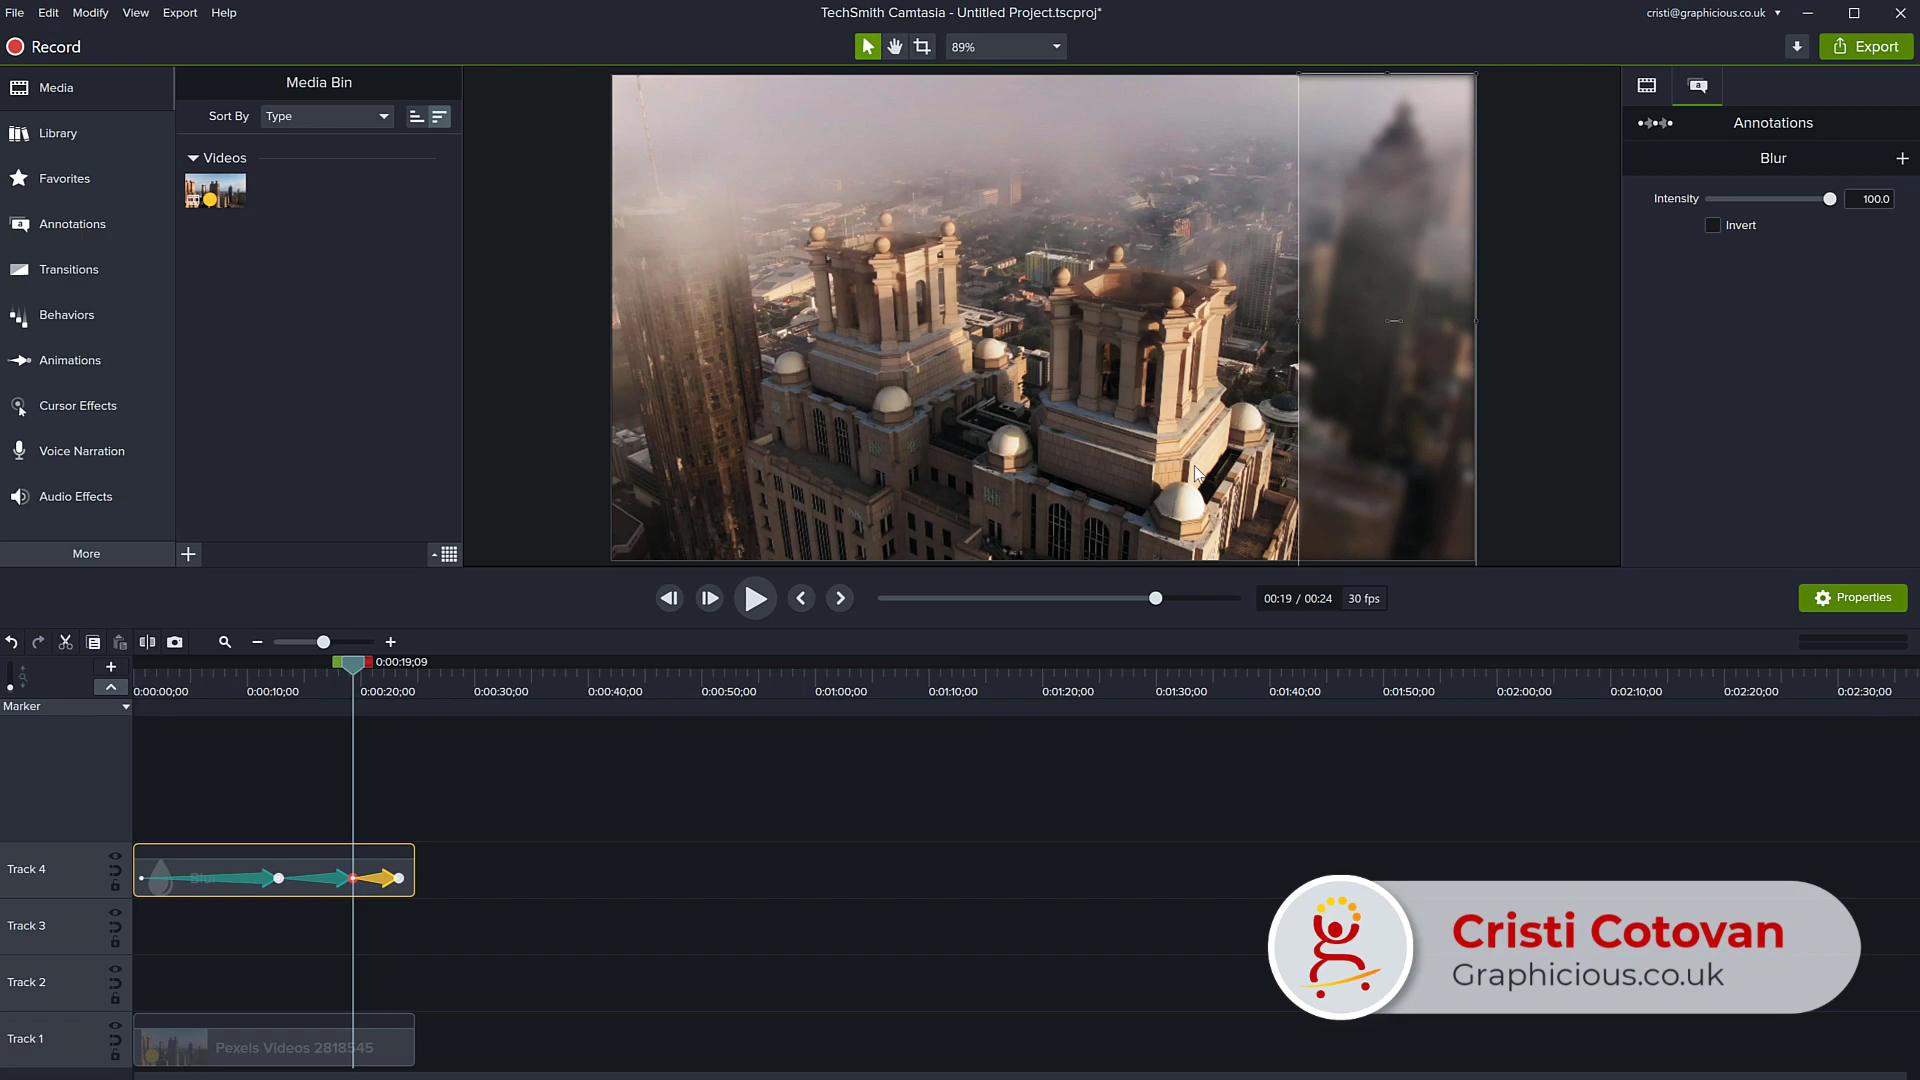 File Edit Modify View Export Help
TechSmith Camtasia - Untitled Project.tscproj*
cristi@graphicious.co.uk
Record
89%
Export
Media
Library
Favorites
Annotations
Transitions
Behaviors
Animations
Cursor Effects
Voice Narration
Audio Effects
More
Media Bin
Sort By Type
Videos
Annotations
Blur
Intensity 100.0
Invert
00:19 / 00:24 30 fps
Properties
0:00:19;09
0:00:00;00 0:00:10;00 0:00:20;00 0:00:30;00 0:00:40;00 0:00:50;00 0:01:00;00 0:01:10;00 0:01:20;00 0:01:30;00 0:01:40;00 0:01:50;00 0:02:00;00 0:02:10;00 0:02:20;00 0:02:30;00
Marker
Track 4
Blur
Track 3
Track 2
Track 1
Pexels Videos 2818545
Cristi Cotovan
Graphicious.co.uk